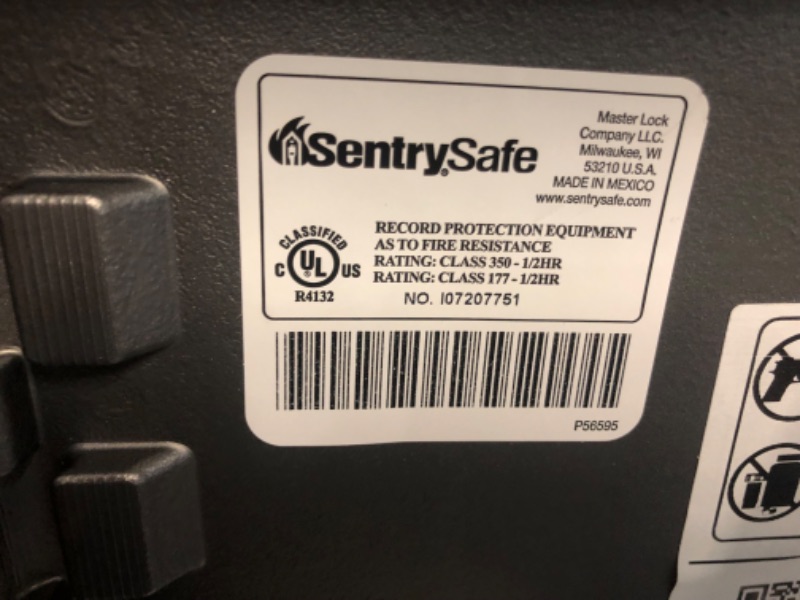 SentrySafe
Master Lock
Company LLC.
Milwaukee, WI
53210 U.S.A.
MADE IN MEXICO
www.sentrysafe.com
CLASSIFIED
C UL US
R4132
RECORD PROTECTION EQUIPMENT
AS TO FIRE RESISTANCE
RATING: CLASS 350 - 1/2HR
RATING: CLASS 177 - 1/2HR
NO. I07207751
P56595